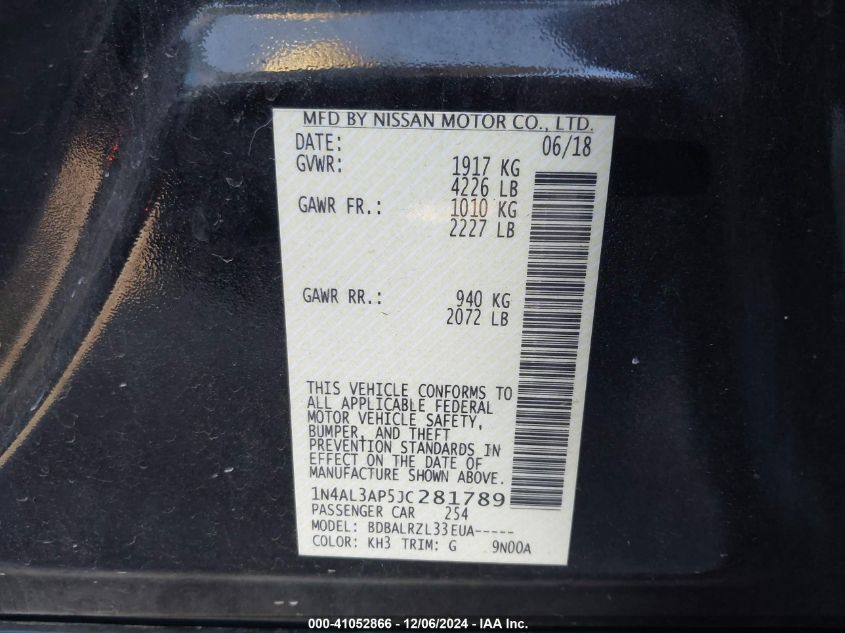 MFD BY NISSAN MOTOR CO., LTD.
DATE: 06/18
GVWR: 1917 KG
4226 LB
GAWR FR.: 1010 KG
2227 LB
GAWR RR.: 940 KG
2072 LB
THIS VEHICLE CONFORMS TO
ALL APPLICABLE FEDERAL
MOTOR VEHICLE SAFETY,
BUMPER, AND THEFT
PREVENTION STANDARDS IN
EFFECT ON THE DATE OF
MANUFACTURE SHOWN ABOVE.
1N4AL3AP5JC281789
PASSENGER CAR 254
MODEL: BDBALRZL33EUA-----
COLOR: KH3 TRIM: G 9N00A
000-41052866 - 12/06/2024 - IAA Inc.